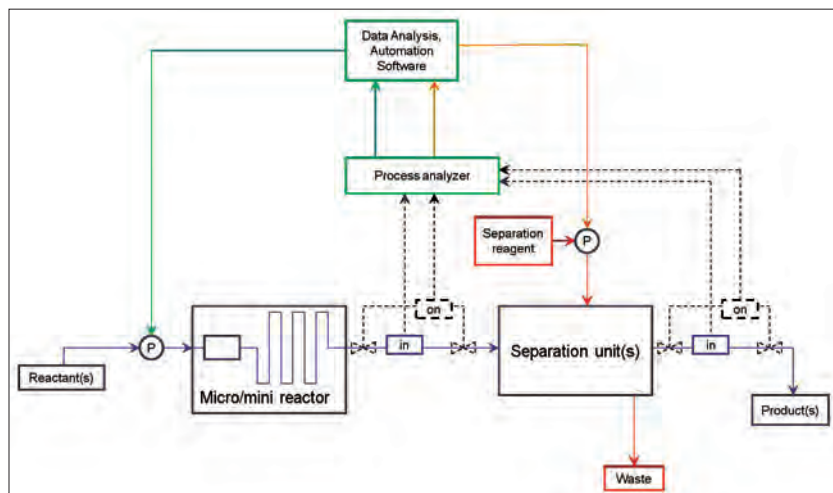 Data Analysis,
Automation
Software
Process analyzer
Separation
reagent
P
on
on
P
in
Separation unit(s)
in
Reactant(s)
Micro/mini reactor
Product(s)
Waste